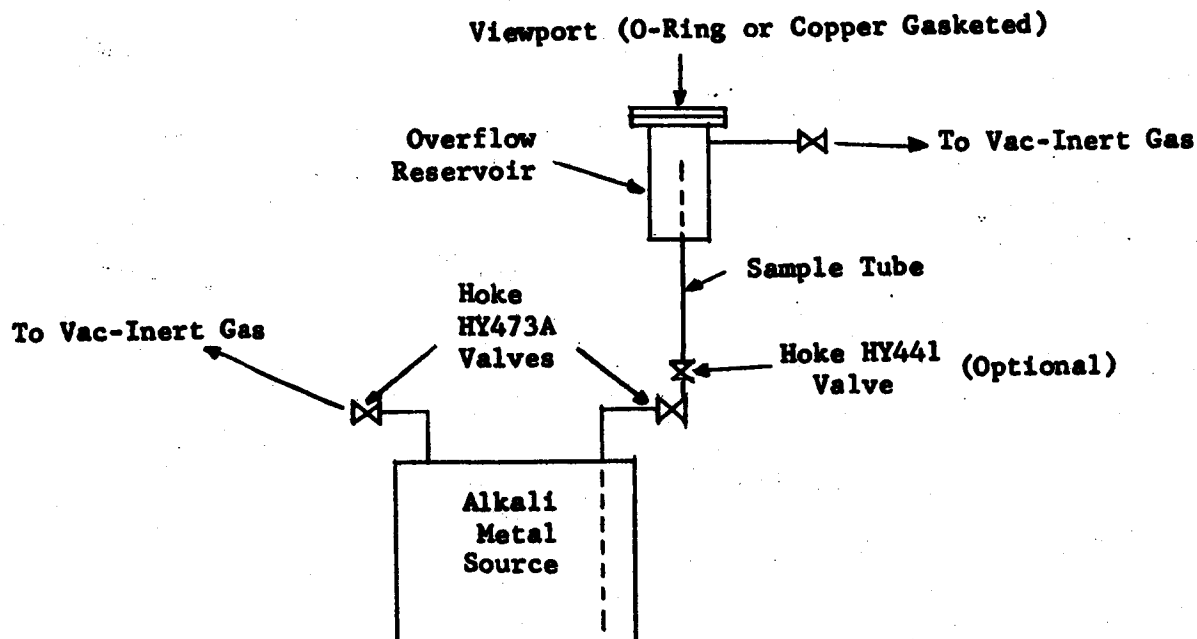 Viewport (O-Ring or Copper Gasketed)
Overflow
Reservoir
To Vac-Inert Gas
Sample Tube
Hoke
HY473A
Valves
To Vac-Inert Gas
Hoke HY441 (Optional)
Valve
Alkali
Metal
Source